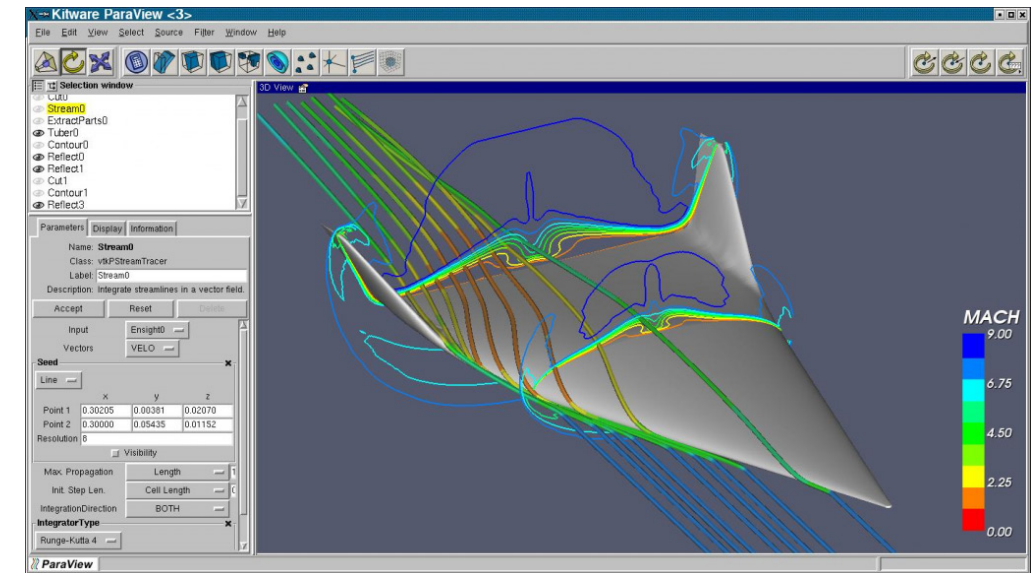 Kitware ParaView <3>
File Edit View Select Source Filter Window Help
Selection window
3D View
Cut0
Stream0
ExtractParts0
Tuber0
Contour0
Reflect0
Reflect1
Cut1
Contour1
Reflect3
Parameters Display Information
Name: Stream0
Class: vtkPStreamTracer
Label: Stream0
Description: Integrate streamlines in a vector field.
Accept Reset Delete
Input Ensight0
Vectors VELO
Seed
Line
x y z
Point 1 0.30205 0.00381 0.02070
Point 2 0.30000 0.05435 0.01152
Resolution 8
Visibility
Max. Propagation Length
Init. Step Len. Cell Length
IntegrationDirection BOTH
IntegratorType
Runge-Kutta 4
ParaView
MACH
9.00
6.75
4.50
2.25
0.00